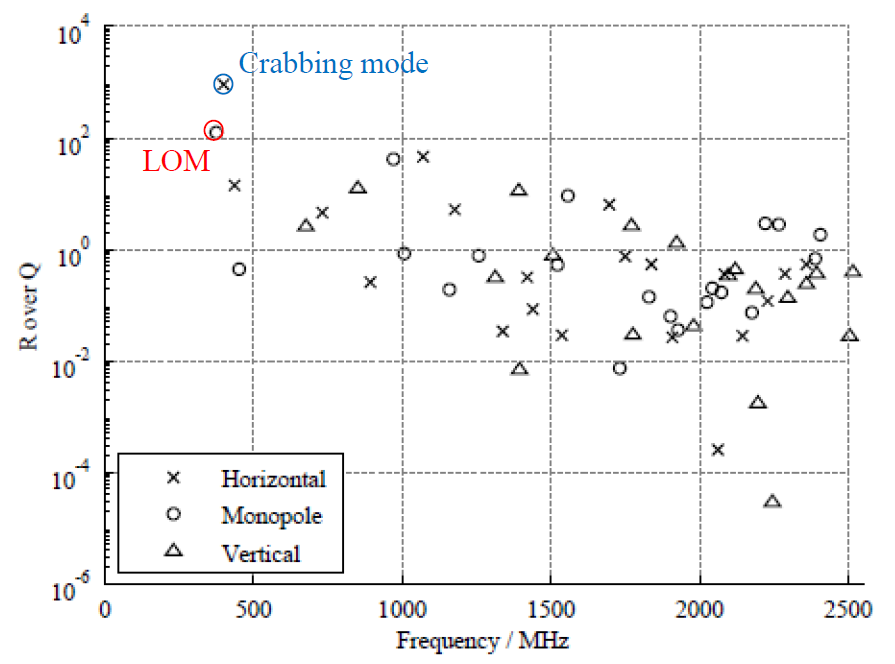 10^4
Crabbing mode
10^2
LOM
10^0
R over Q
10^-2
10^-4
Horizontal
Monopole
Vertical
10^-6
0 500 1000 1500 2000 2500
Frequency / MHz